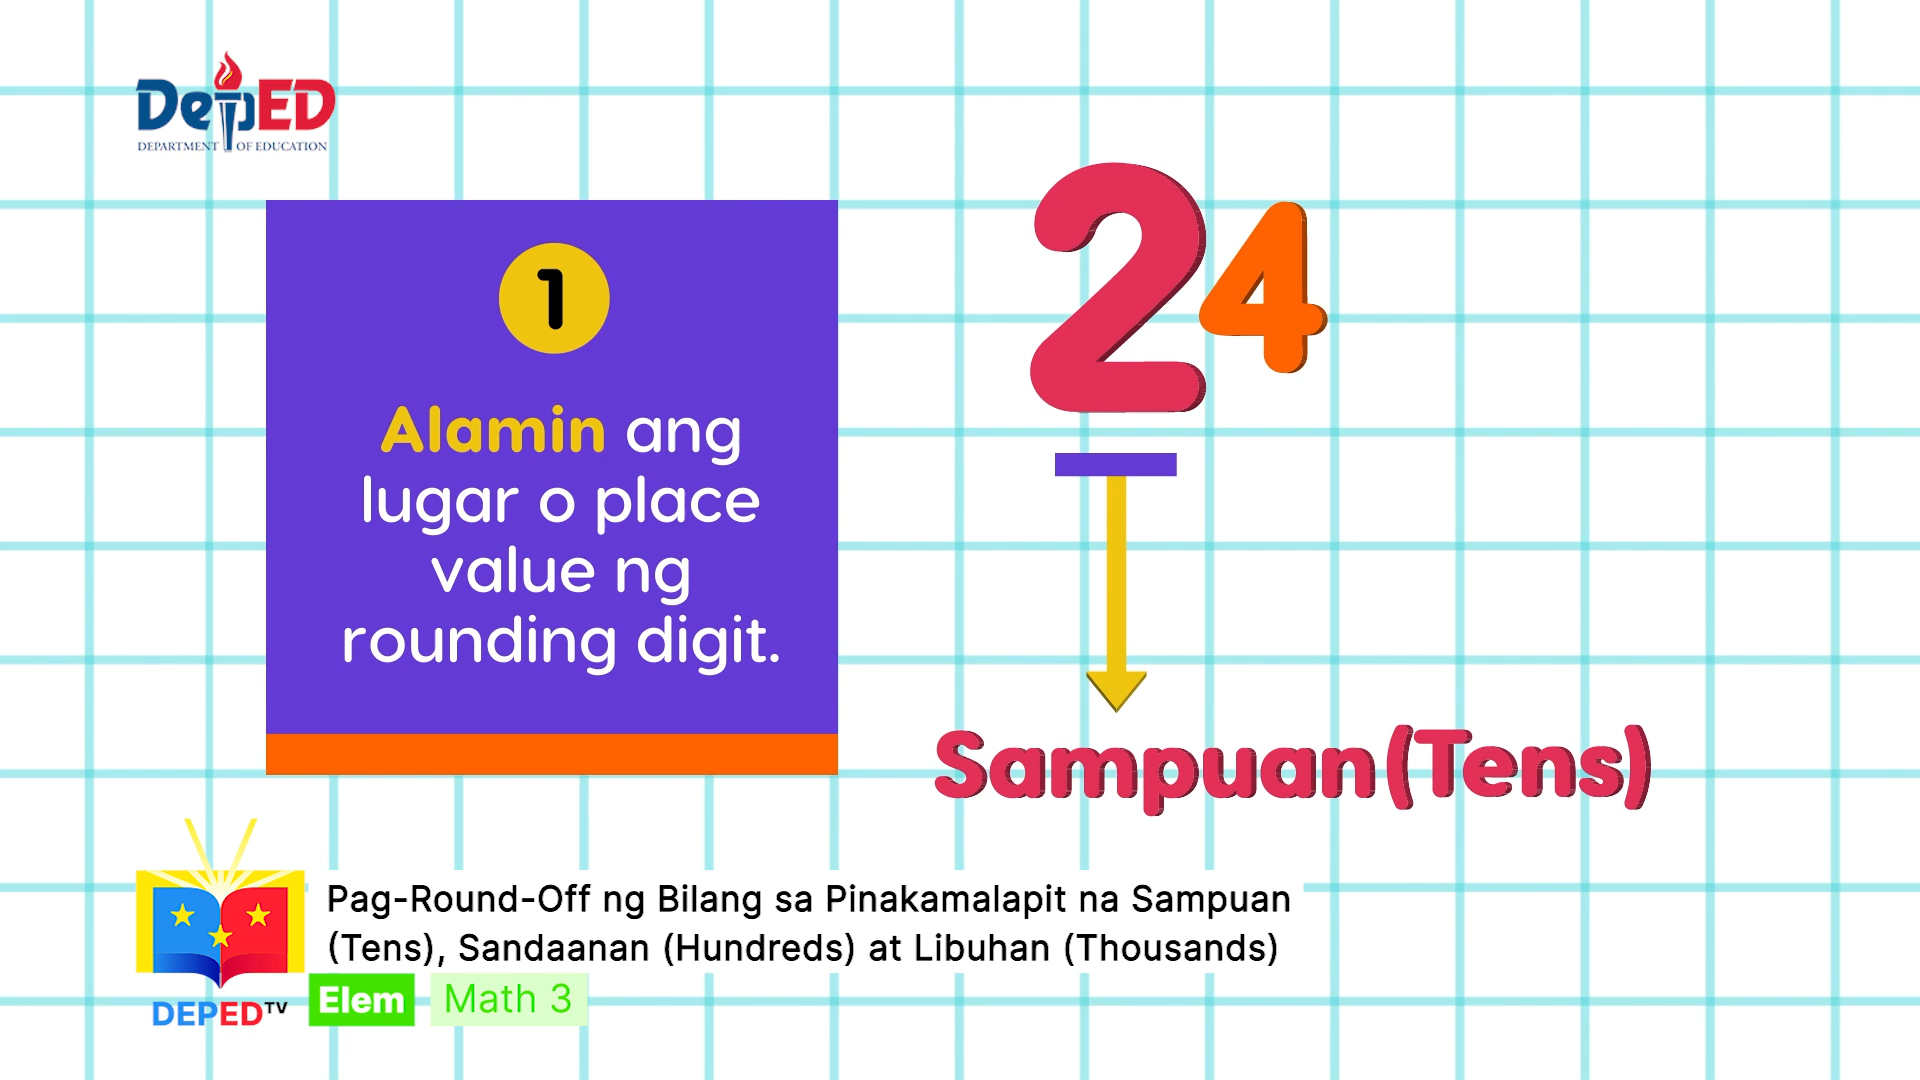 DepED
DEPARTMENT OF EDUCATION
1
Alamin ang
lugar o place
value ng
rounding digit.
24
Sampuan (Tens)
Pag-Round-Off ng Bilang sa Pinakamalapit na Sampuan
(Tens), Sandaanan (Hundreds) at Libuhan (Thousands)
DEPED TV
Elem
Math 3